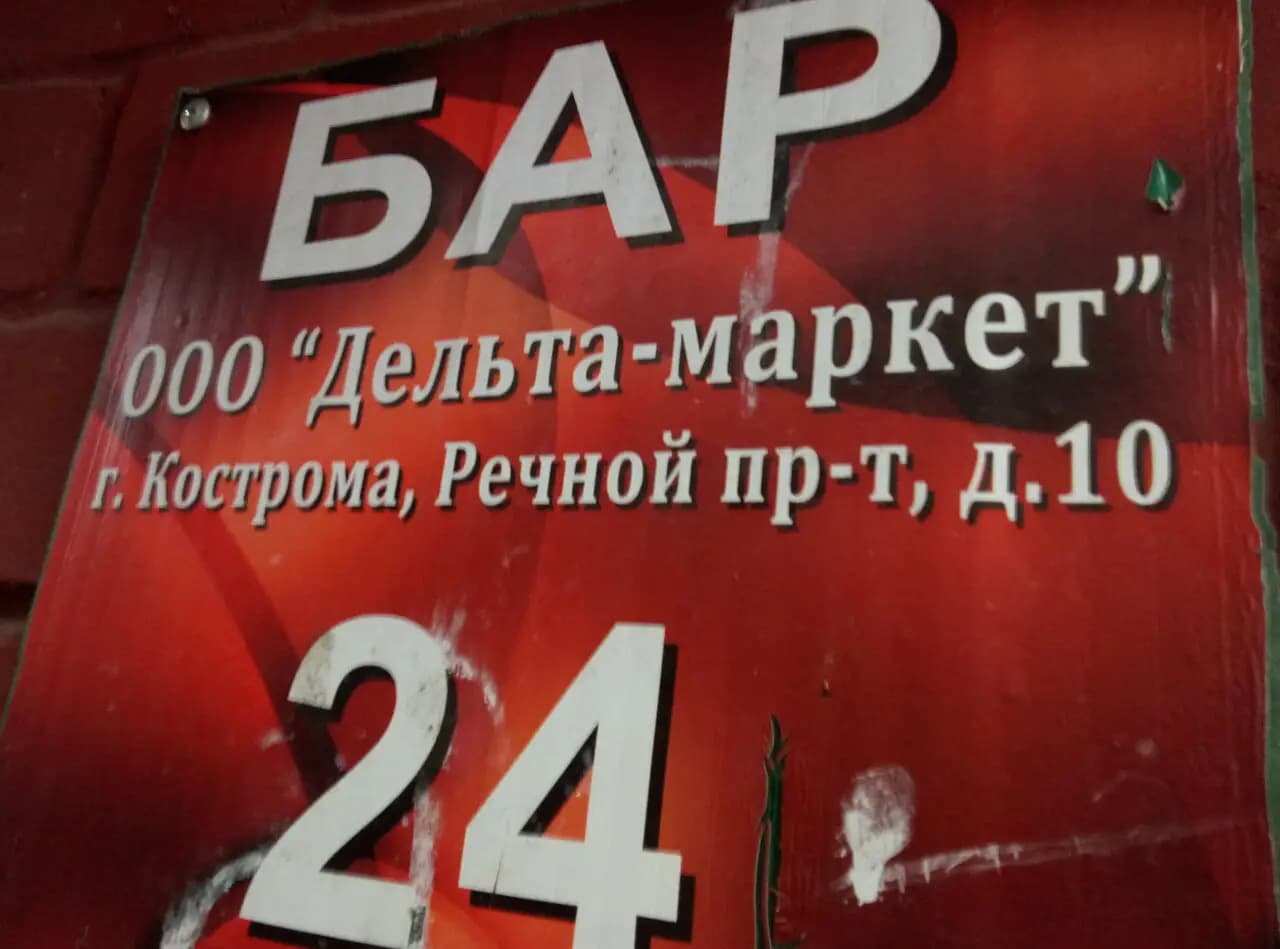 БАР
ООО “Дельта-маркет”
г. Кострома, Речной пр-т, д.10
24